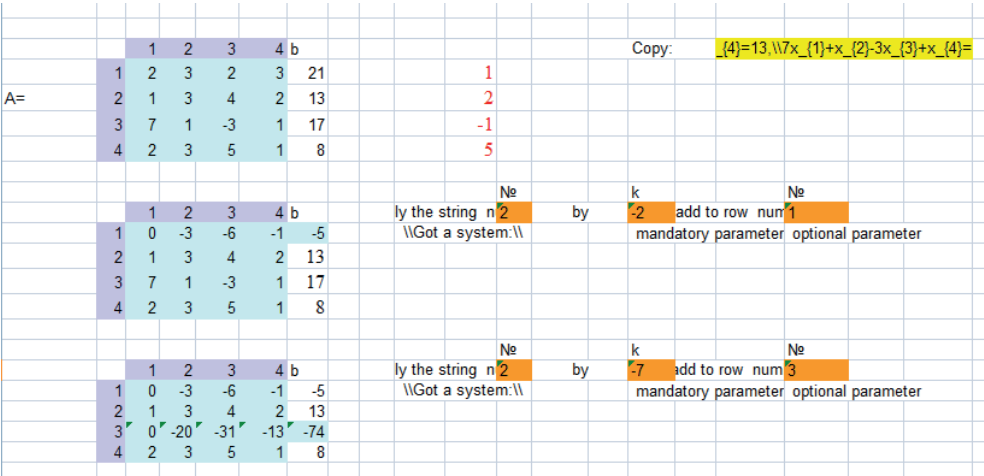 1 2 3 4 b Copy: _{4}=13,\\7x_{1}+x_{2}-3x_{3}+x_{4}=
1 2 3 2 3 21 1
A= 2 1 3 4 2 13 2
3 7 1 -3 1 17 -1
4 2 3 5 1 8 5
№ k №
1 2 3 4 b ly the string n 2 by -2 add to row num 1
1 0 -3 -6 -1 -5 \\Got a system:\\ mandatory parameter optional parameter
2 1 3 4 2 13
3 7 1 -3 1 17
4 2 3 5 1 8
№ k №
1 2 3 4 b ly the string n 2 by -7 add to row num 3
1 0 -3 -6 -1 -5 \\Got a system:\\ mandatory parameter optional parameter
2 1 3 4 2 13
3 0 -20 -31 -13 -74
4 2 3 5 1 8